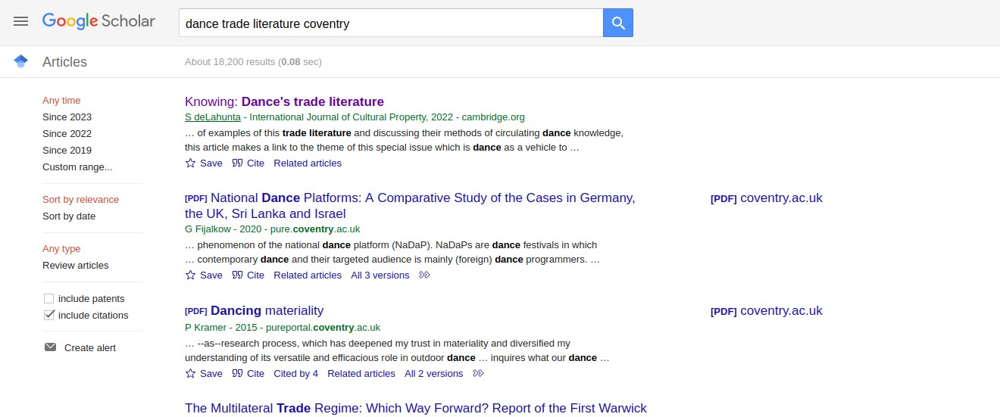 Google Scholar
dance trade literature coventry
Articles
About 18,200 results (0.08 sec)
Any time
Since 2023
Since 2022
Since 2019
Custom range...
Sort by relevance
Sort by date
Any type
Review articles
include patents
include citations
Create alert
Knowing: Dance's trade literature
S deLahunta - International Journal of Cultural Property, 2022 - cambridge.org
… of examples of this trade literature and discussing their methods of circulating dance knowledge,
this article makes a link to the theme of this special issue which is dance as a vehicle to …
Save Cite Related articles
[PDF] National Dance Platforms: A Comparative Study of the Cases in Germany,
the UK, Sri Lanka and Israel
G Fijalkow - 2020 - pure.coventry.ac.uk
… phenomenon of the national dance platform (NaDaP). NaDaPs are dance festivals in which
… contemporary dance and their targeted audience is mainly (foreign) dance programmers. …
Save Cite Related articles All 3 versions
[PDF] coventry.ac.uk
[PDF] Dancing materiality
P Kramer - 2015 - pureportal.coventry.ac.uk
… --as--research process, which has deepened my trust in materiality and diversified my
understanding of its versatile and efficacious role in outdoor dance … inquires what our dance …
Save Cite Cited by 4 Related articles All 2 versions
[PDF] coventry.ac.uk
The Multilateral Trade Regime: Which Way Forward? Report of the First Warwick